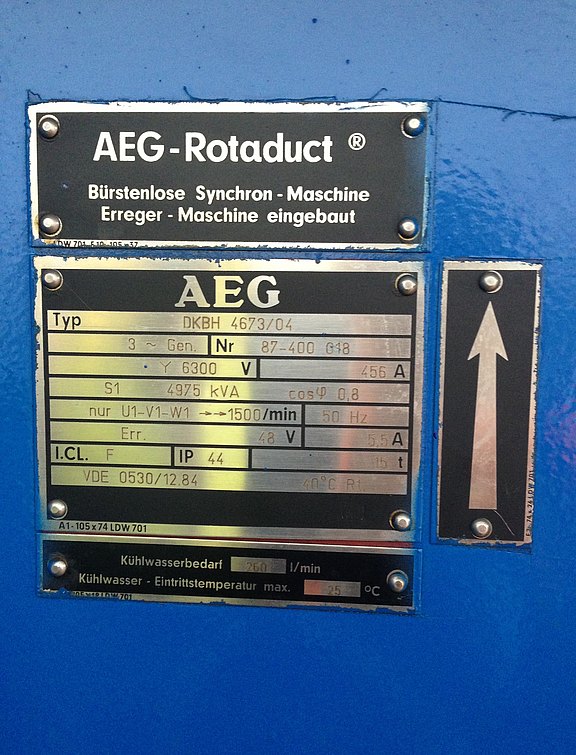 AEG-Rotaduct ®
Bürstenlose Synchron-Maschine
Erreger-Maschine eingebaut
AEG
Typ DKBH 4673/04
3 ~ Gen. Nr 87-400 G18
Y 6300 V 456 A
S1 4975 kVA cosφ 0,8
nur U1-V1-W1 →→1500/min 50 Hz
Err. 48 V 5,5 A
I.CL. F IP 44 15 t
VDE 0530/12.84 40°C R1.
A1-105x74 LDW 701
Kühlwasserbedarf 260 l/min
Kühlwasser-Eintrittstemperatur max. 25 °C